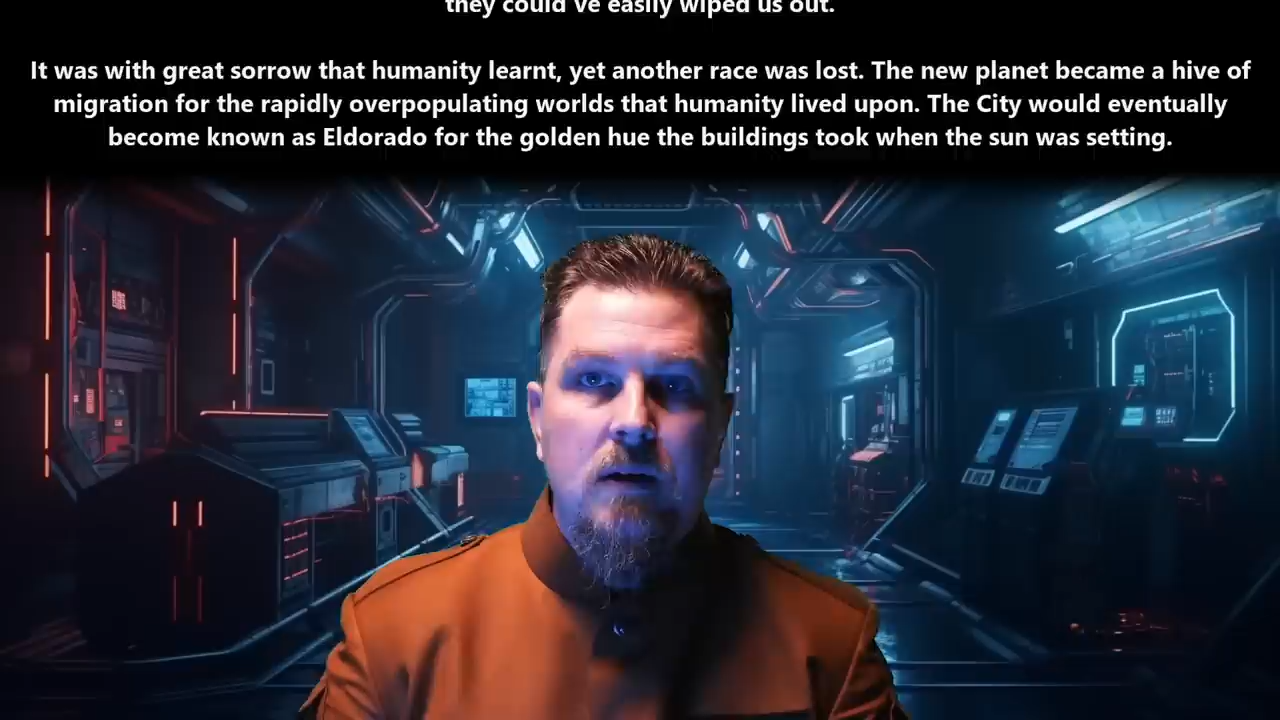 they could've easily wiped us out.
It was with great sorrow that humanity learnt, yet another race was lost. The new planet became a hive of
migration for the rapidly overpopulating worlds that humanity lived upon. The City would eventually
become known as Eldorado for the golden hue the buildings took when the sun was setting.